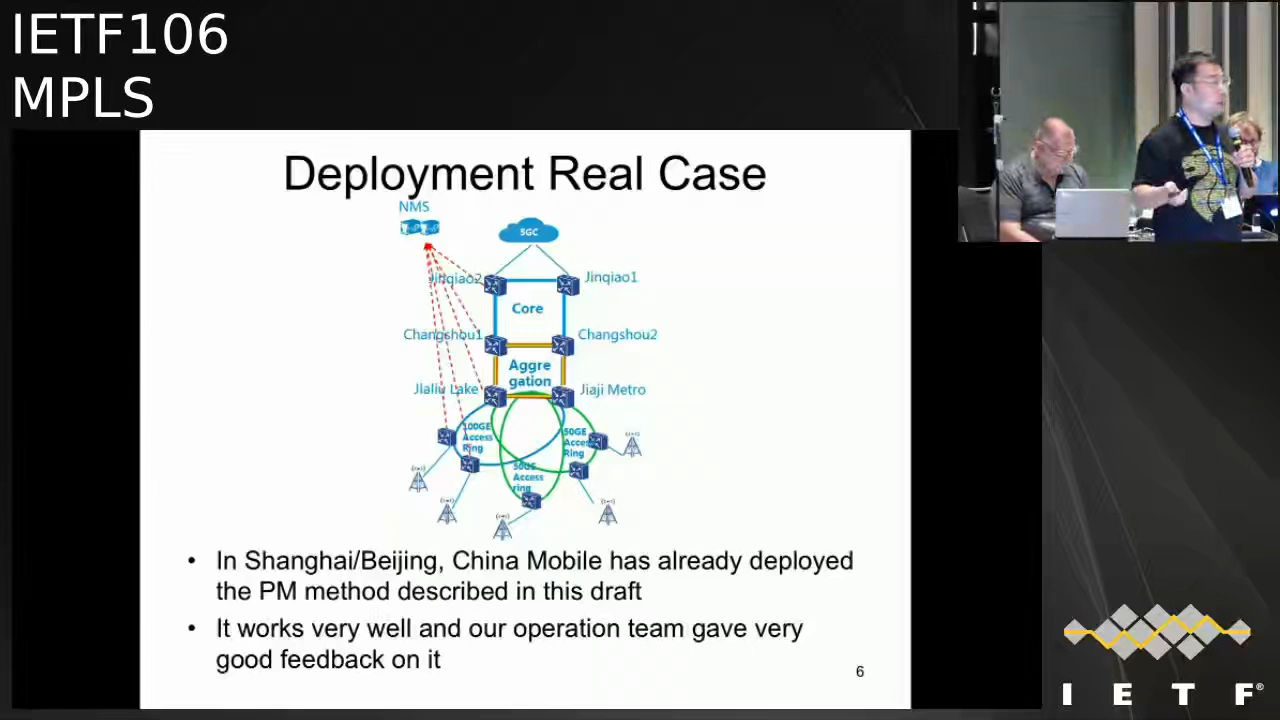 IETF106
MPLS
Deployment Real Case
NMS
5GC
Jinqiao2
Jinqiao1
Core
Changshou1
Changshou2
Aggre
gation
Jialiu Lake
Jiaji Metro
100GE
Access
Ring
50GE
Access
Ring
50GE
Access
ring
• In Shanghai/Beijing, China Mobile has already deployed
the PM method described in this draft
• It works very well and our operation team gave very
good feedback on it
6
I E T F®